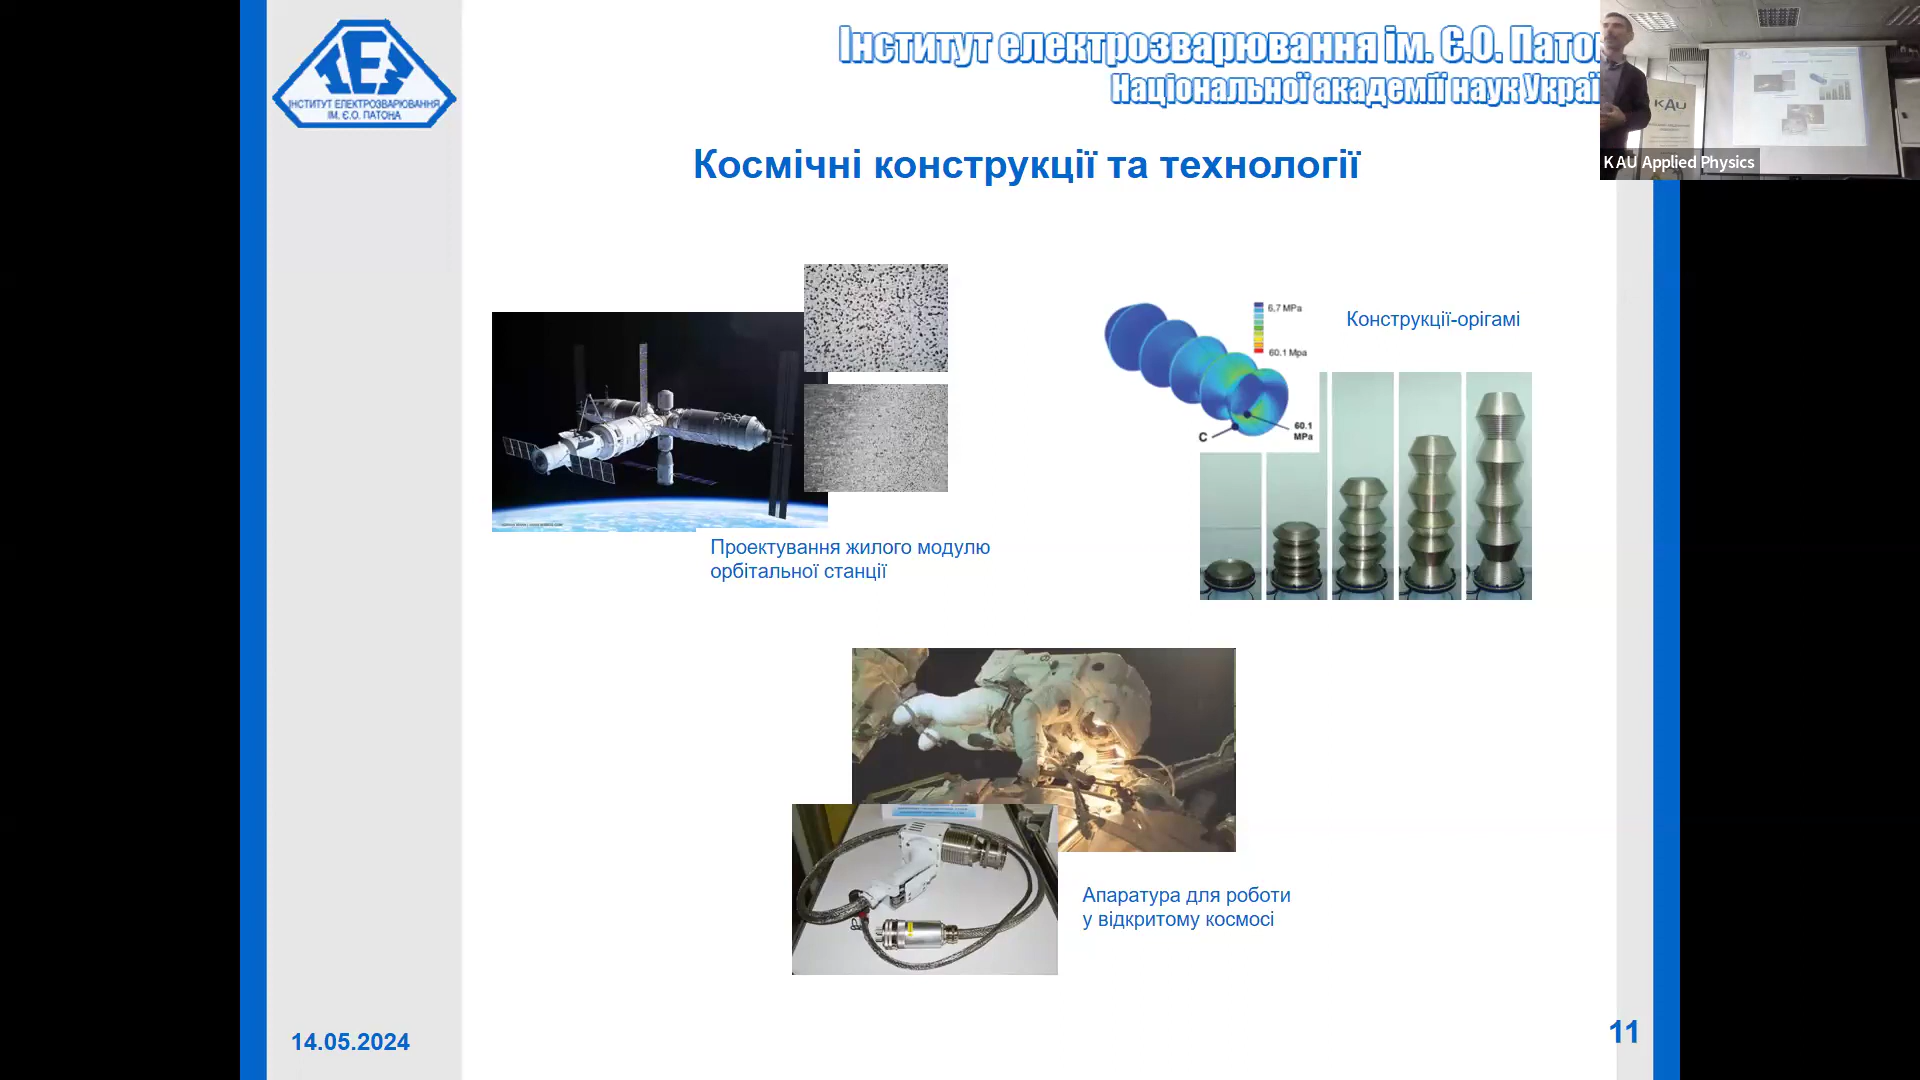 Інститут електрозварювання ім. Є.О.
Національної академії наук
ІНСТИТУТ ЕЛЕКТРОЗВАРЮВАННЯ
ІМ. Є.О. ПАТОНА
KAU
KAU Applied Physics
Космічні конструкції та технології
6.7 MPa
60.1 Mpa
Конструкції-орігамі
60.1
MPa
C
Проектування жилого модулю
орбітальної станції
Апаратура для роботи
у відкритому космосі
14.05.2024
11